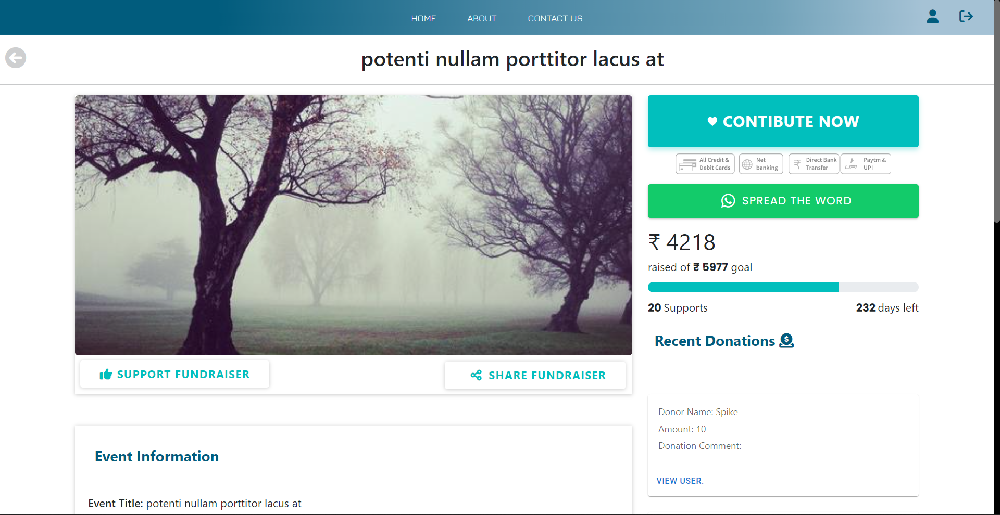 HOME ABOUT CONTACT US
potenti nullam porttitor lacus at
CONTIBUTE NOW
All Credit &
Debit Cards
Net
banking
Direct Bank
Transfer
UPI
Paytm &
UPI
SPREAD THE WORD
₹ 4218
raised of ₹ 5977 goal
20 Supports 232 days left
Recent Donations
SUPPORT FUNDRAISER
SHARE FUNDRAISER
Donor Name: Spike
Amount: 10
Donation Comment:
VIEW USER.
Event Information
Event Title: potenti nullam porttitor lacus at